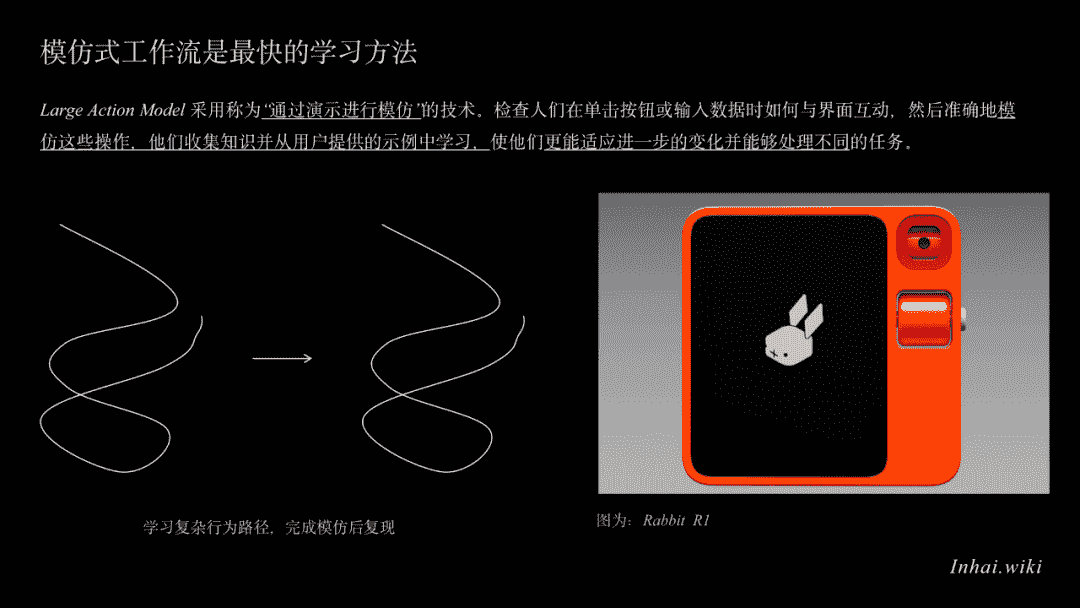 模仿式工作流是最快的学习方法
Large Action Model 采用称为“通过演示进行模仿”的技术。检查人们在单击按钮或输入数据时如何与界面互动，然后准确地模
仿这些操作，他们收集知识并从用户提供的示例中学习，使他们更能适应进一步的变化并能够处理不同的任务。
学习复杂行为路径，完成模仿后复现
图为：Rabbit R1
Inhai.wiki